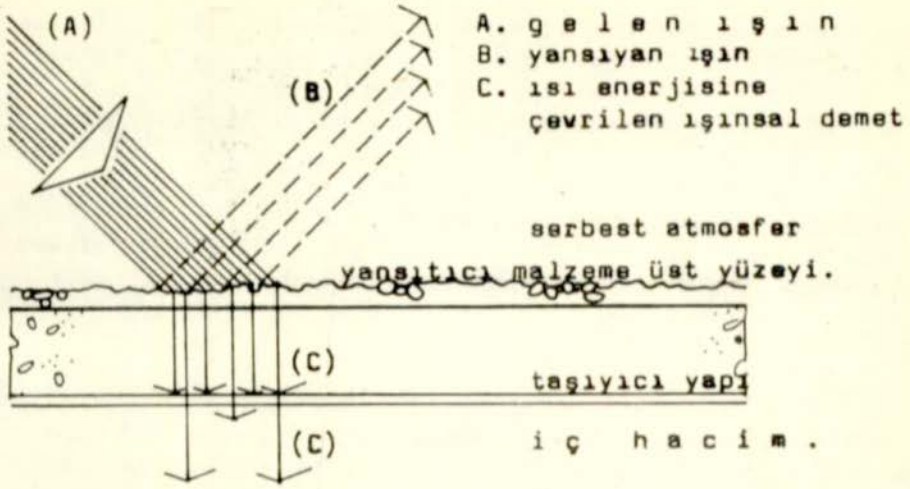 (A)
A. gelen ışın
B. yansıyan ışın
(B)
C. ısı enerjisine
çevrilen ışınsal demet
serbest atmosfer
yansıtıcı malzeme üst yüzeyi.
(C)
taşıyıcı yapı
(C)
iç hacim.